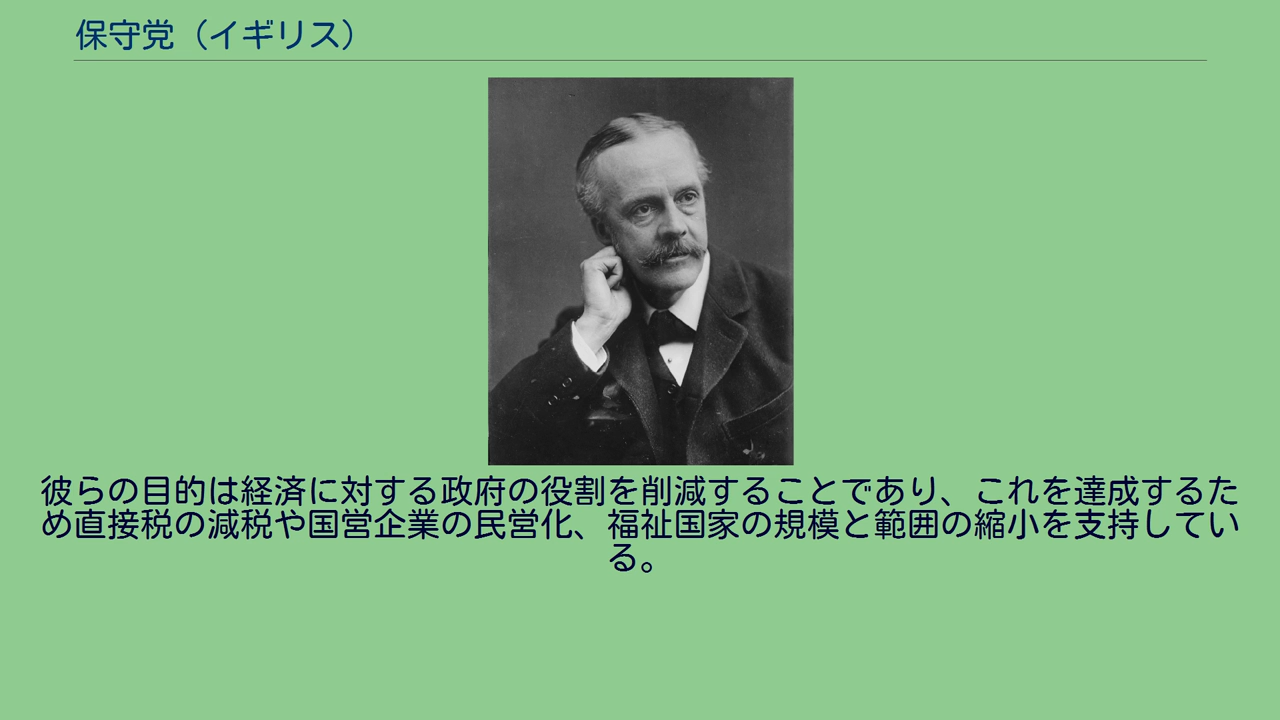 保守党（イギリス）
彼らの目的は経済に対する政府の役割を削減することであり、これを達成するた
め直接税の減税や国営企業の民営化、福祉国家の規模と範囲の縮小を支持してい
る。